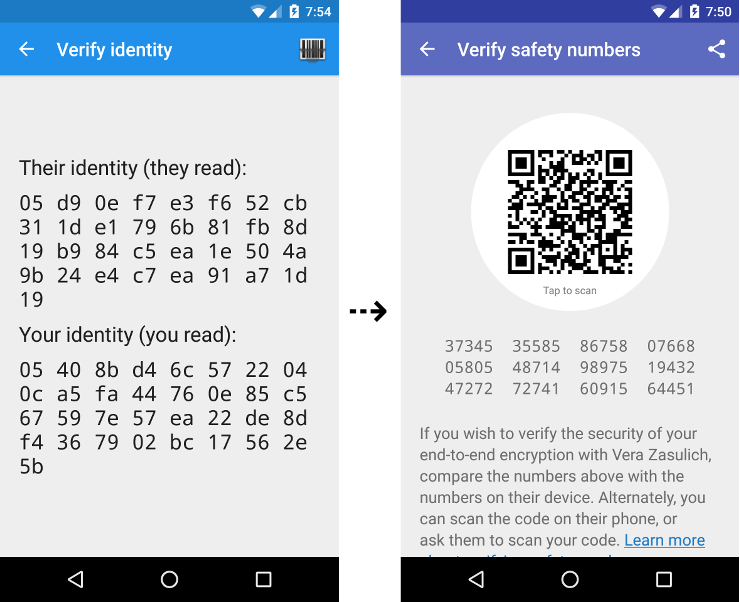 7:54
Verify identity
Their identity (they read):
05 d9 0e f7 e3 f6 52 cb
31 1d e1 79 6b 81 fb 8d
19 b9 84 c5 ea 1e 50 4a
9b 24 e4 c7 ea 91 a7 1d
19
Your identity (you read):
05 40 8b d4 6c 57 22 04
0c a5 fa 44 76 0e 85 c5
67 59 7e 57 ea 22 de 8d
f4 36 79 02 bc 17 56 2e
5b
7:50
Verify safety numbers
Tap to scan
37345 35585 86758 07668
05805 48714 98975 19432
47272 72741 60915 64451
If you wish to verify the security of your
end-to-end encryption with Vera Zasulich,
compare the numbers above with the
numbers on their device. Alternately, you
can scan the code on their phone, or
ask them to scan your code. Learn more